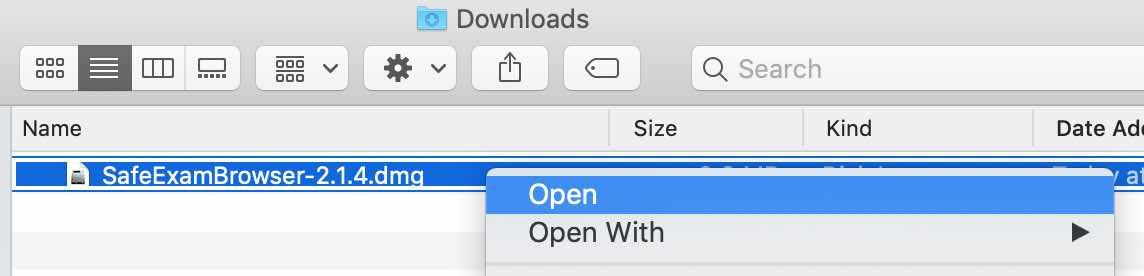 Downloads
Search
Name Size Kind Date Ad
SafeExamBrowser-2.1.4.dmg
Open
Open With